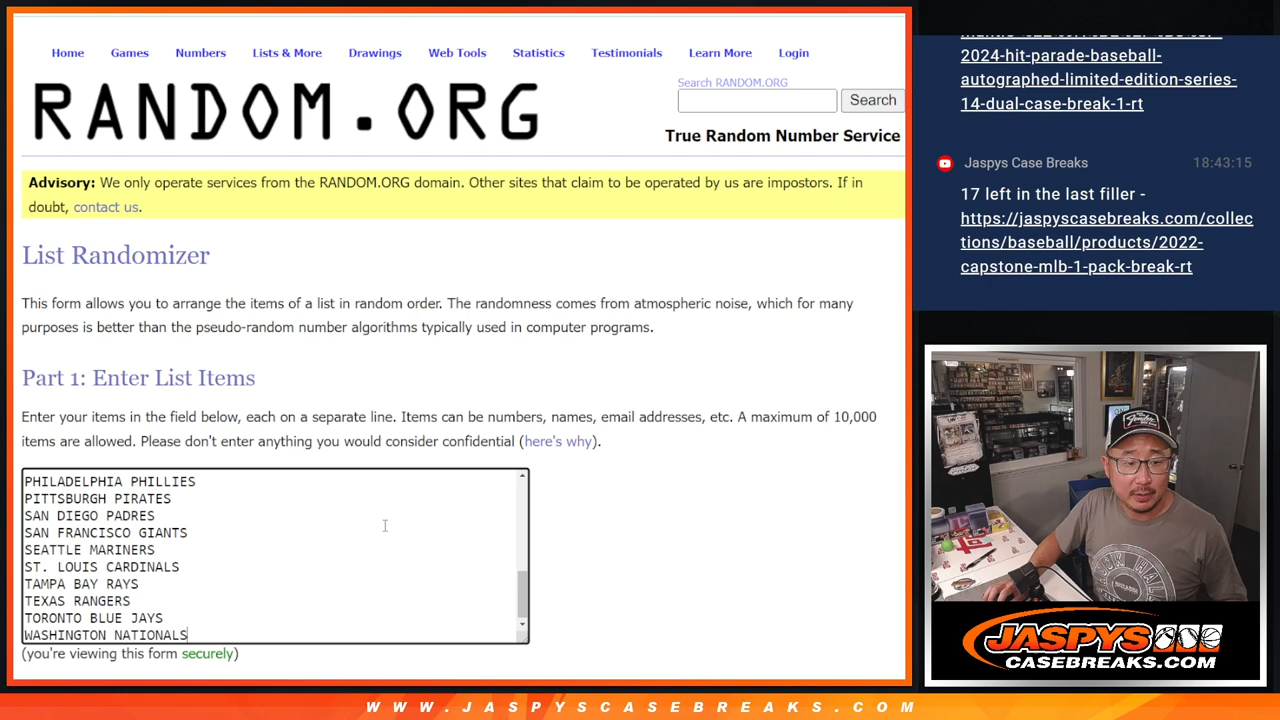 Home Games Numbers Lists & More Drawings Web Tools Statistics Testimonials Learn More Login
RANDOM.ORG
Search RANDOM.ORG
Search
True Random Number Service
Advisory: We only operate services from the RANDOM.ORG domain. Other sites that claim to be operated by us are impostors. If in
doubt, contact us.
List Randomizer
This form allows you to arrange the items of a list in random order. The randomness comes from atmospheric noise, which for many
purposes is better than the pseudo-random number algorithms typically used in computer programs.
Part 1: Enter List Items
Enter your items in the field below, each on a separate line. Items can be numbers, names, email addresses, etc. A maximum of 10,000
items are allowed. Please don't enter anything you would consider confidential (here's why).
PHILADELPHIA PHILLIES
PITTSBURGH PIRATES
SAN DIEGO PADRES
SAN FRANCISCO GIANTS
SEATTLE MARINERS
ST. LOUIS CARDINALS
TAMPA BAY RAYS
TEXAS RANGERS
TORONTO BLUE JAYS
WASHINGTON NATIONALS
(you're viewing this form securely)
2024-hit-parade-baseball-
autographed-limited-edition-series-
14-dual-case-break-1-rt
Jaspys Case Breaks 18:43:15
17 left in the last filler -
https://jaspyscasebreaks.com/collec
tions/baseball/products/2022-
capstone-mlb-1-pack-break-rt
JASPYS
CASEBREAKS.COM
WWW.JASPYSCASEBREAKS.COM